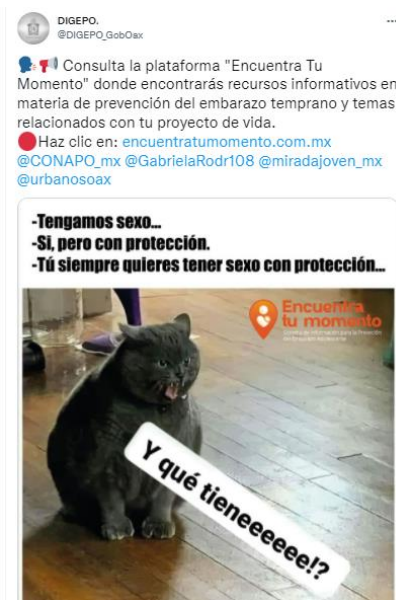 DIGEPO.
@DIGEPO_GobOax
Consulta la plataforma "Encuentra Tu
Momento" donde encontrarás recursos informativos en
materia de prevención del embarazo temprano y temas
relacionados con tu proyecto de vida.
Haz clic en: encuentratumomento.com.mx
@CONAPO_mx @GabrielaRodr108 @miradajoven_mx
@urbanosoax
-Tengamos sexo...
-Si, pero con protección.
-Tú siempre quieres tener sexo con protección...
Encuentra
tu momento
Y qué tieneeeeeee!?